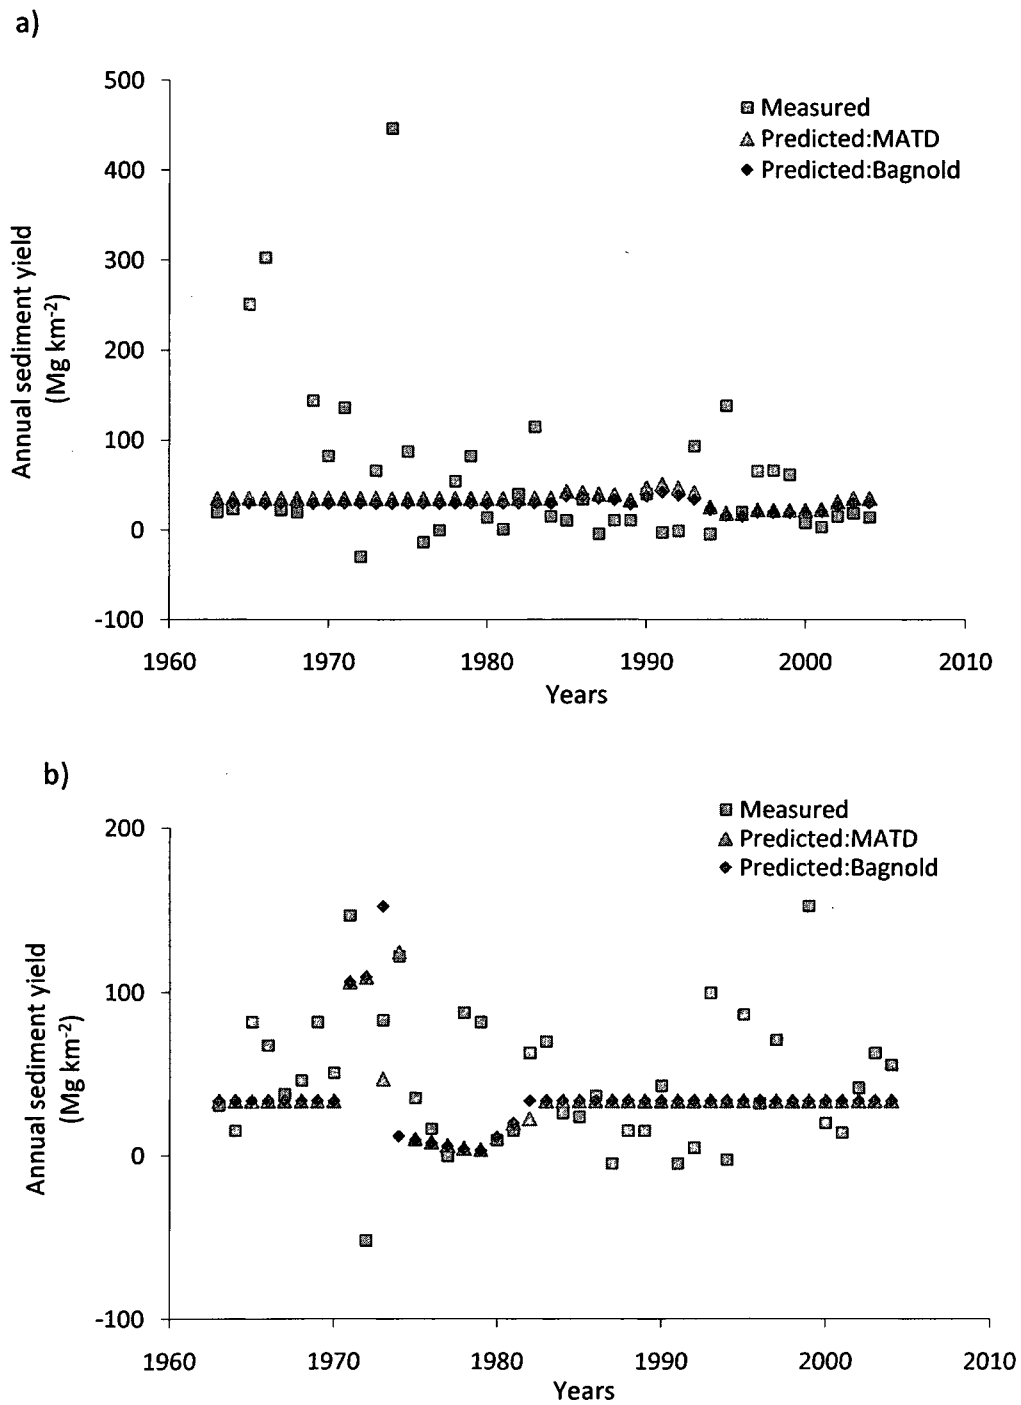 a)
500
400
300
200
100
0
-100
Annual sediment yield
(Mg km-2)
Measured
Predicted:MATD
Predicted:Bagnold
1960 1970 1980 1990 2000 2010
Years
b)
200
100
0
-100
Annual sediment yield
(Mg km-2)
Measured
Predicted:MATD
Predicted:Bagnold
1960 1970 1980 1990 2000 2010
Years